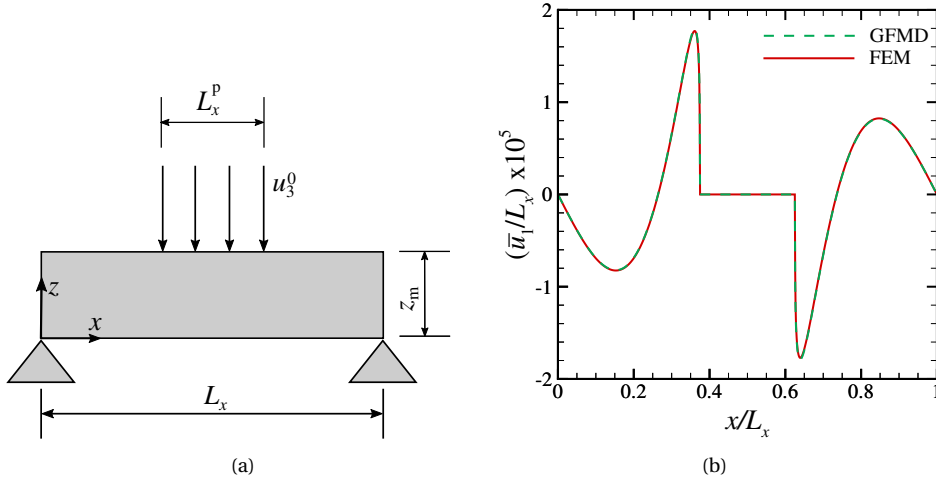 L_x^p
u_3^0
z
x
z_m
L_x
(a)
2
1
0
-1
-2
(u̅_1/L_x) x10^5
GFMD
FEM
0 0.2 0.4 0.6 0.8 1
x/L_x
(b)